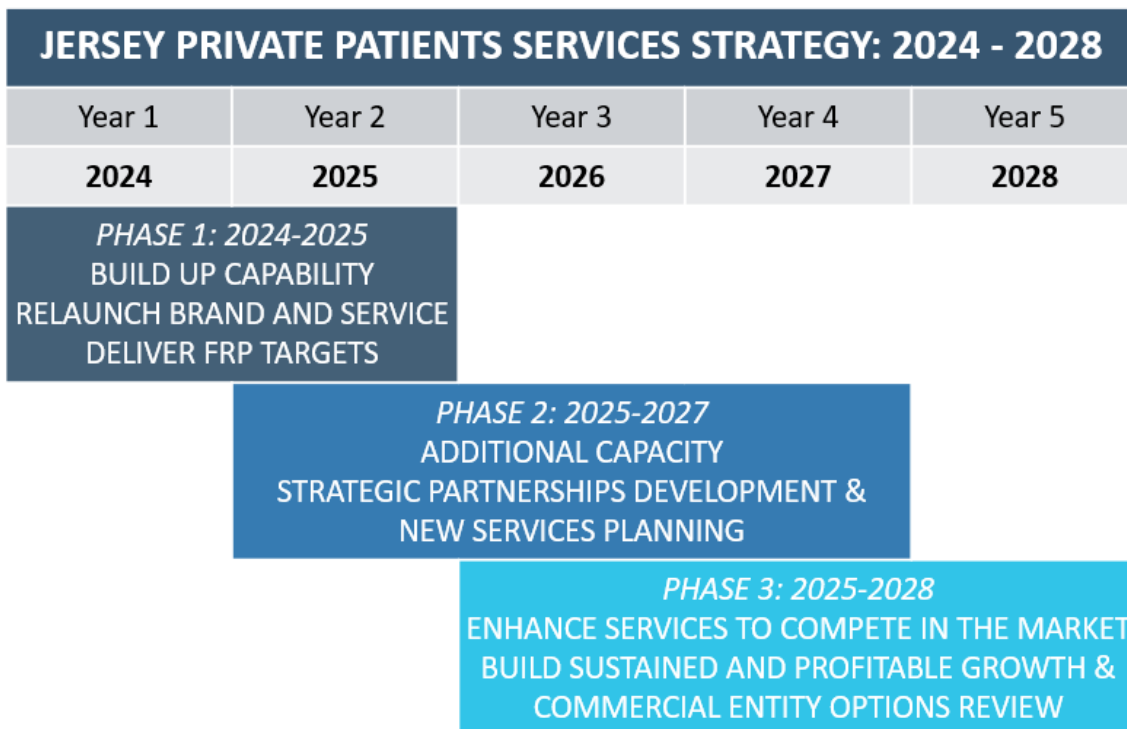 JERSEY PRIVATE PATIENTS SERVICES STRATEGY: 2024 - 2028
Year 1 Year 2 Year 3 Year 4 Year 5
2024 2025 2026 2027 2028
PHASE 1: 2024-2025
BUILD UP CAPABILITY
RELAUNCH BRAND AND SERVICE
DELIVER FRP TARGETS
PHASE 2: 2025-2027
ADDITIONAL CAPACITY
STRATEGIC PARTNERSHIPS DEVELOPMENT &
NEW SERVICES PLANNING
PHASE 3: 2025-2028
ENHANCE SERVICES TO COMPETE IN THE MARKET
BUILD SUSTAINED AND PROFITABLE GROWTH &
COMMERCIAL ENTITY OPTIONS REVIEW